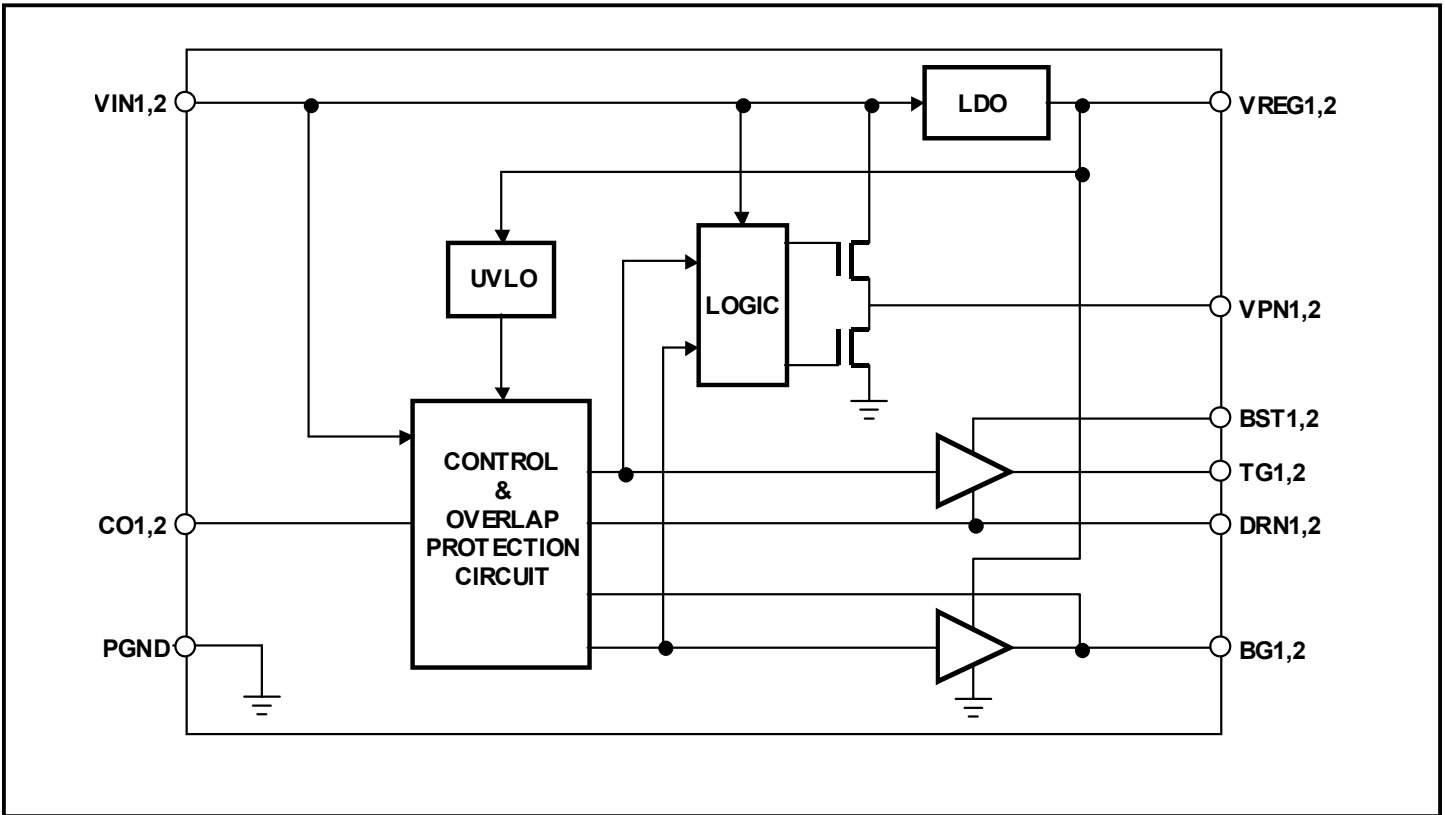 VIN1,2
LDO
VREG1,2
UVLO
LOGIC
VPN1,2
BST1,2
CONTROL
&
OVERLAP
PROTECTION
CIRCUIT
TG1,2
CO1,2
DRN1,2
PGND
BG1,2